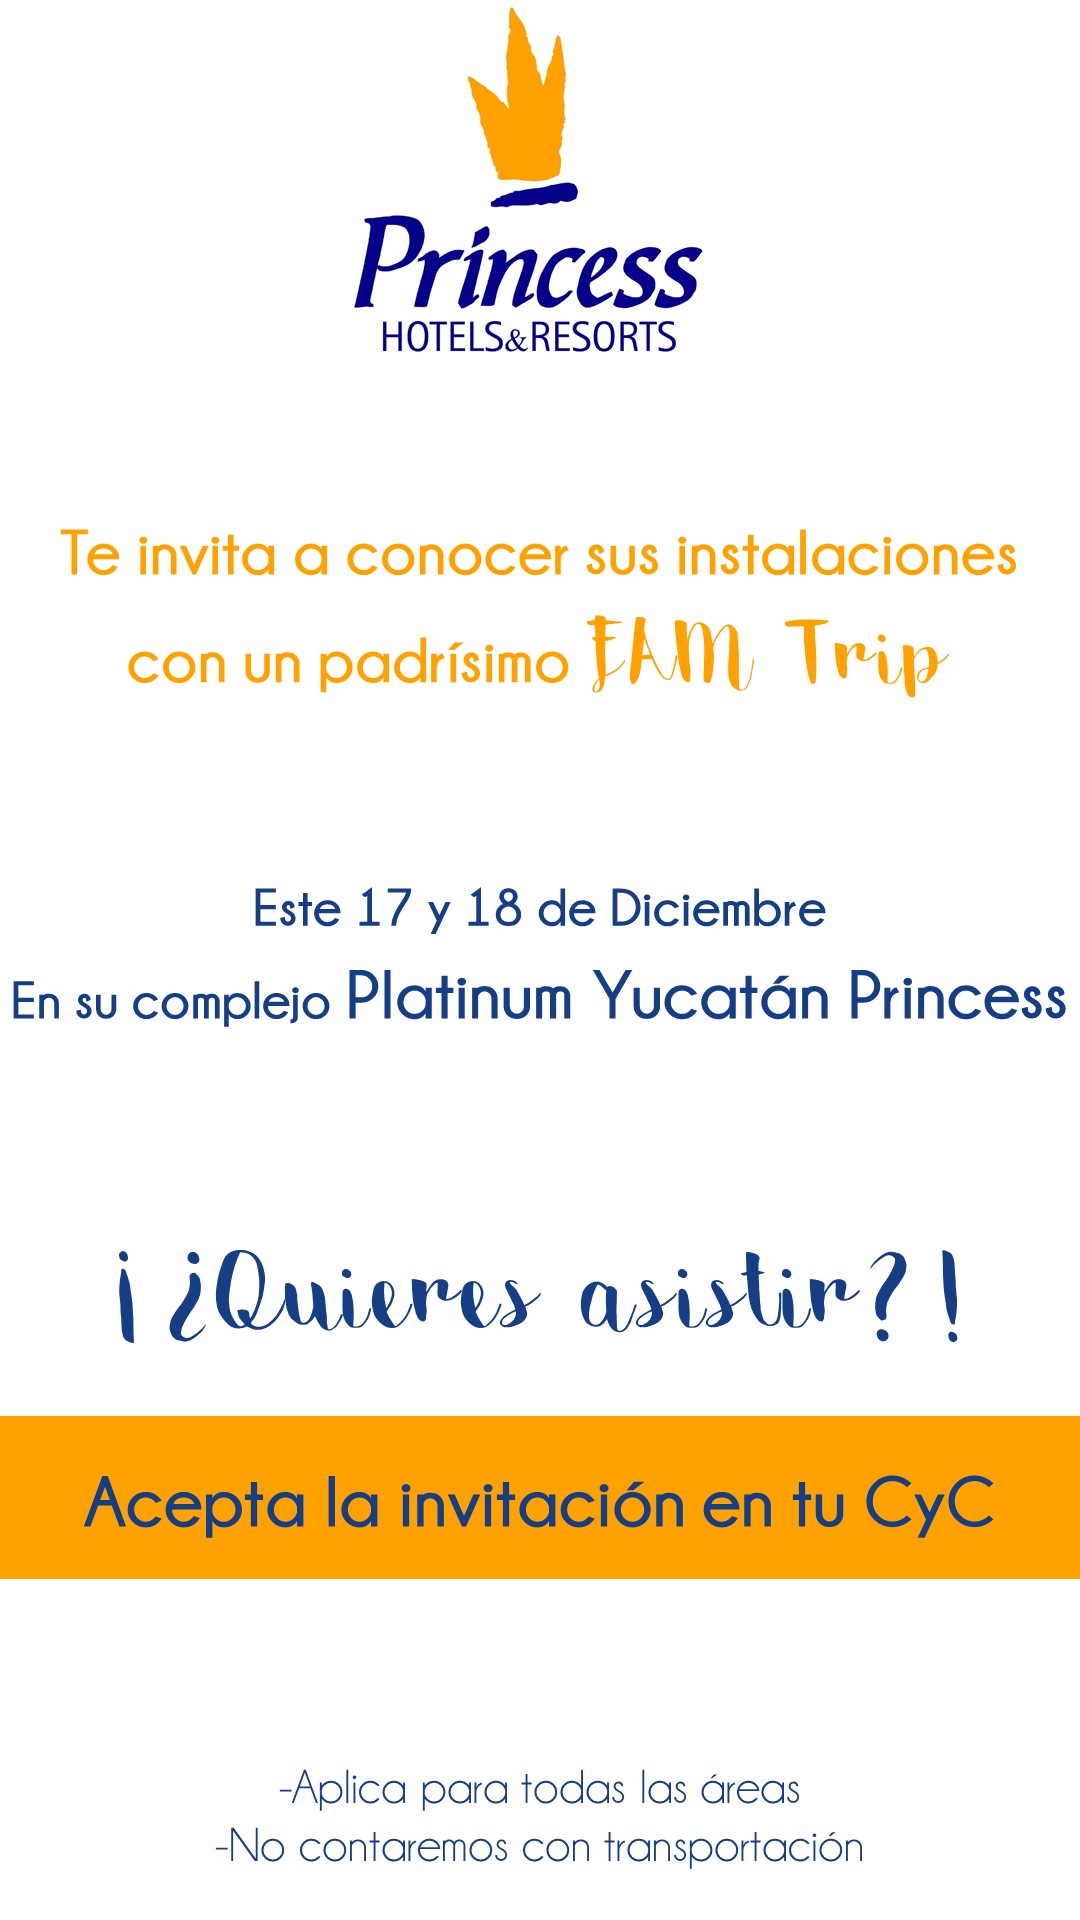 Princess
HOTELS&RESORTS
Te invita a conocer sus instalaciones
con un padrísimo FAM Trip
Este 17 y 18 de Diciembre
En su complejo Platinum Yucatán Princess
¡¿Quieres asistir?!
Acepta la invitación en tu CyC
-Aplica para todas las áreas
-No contaremos con transportación